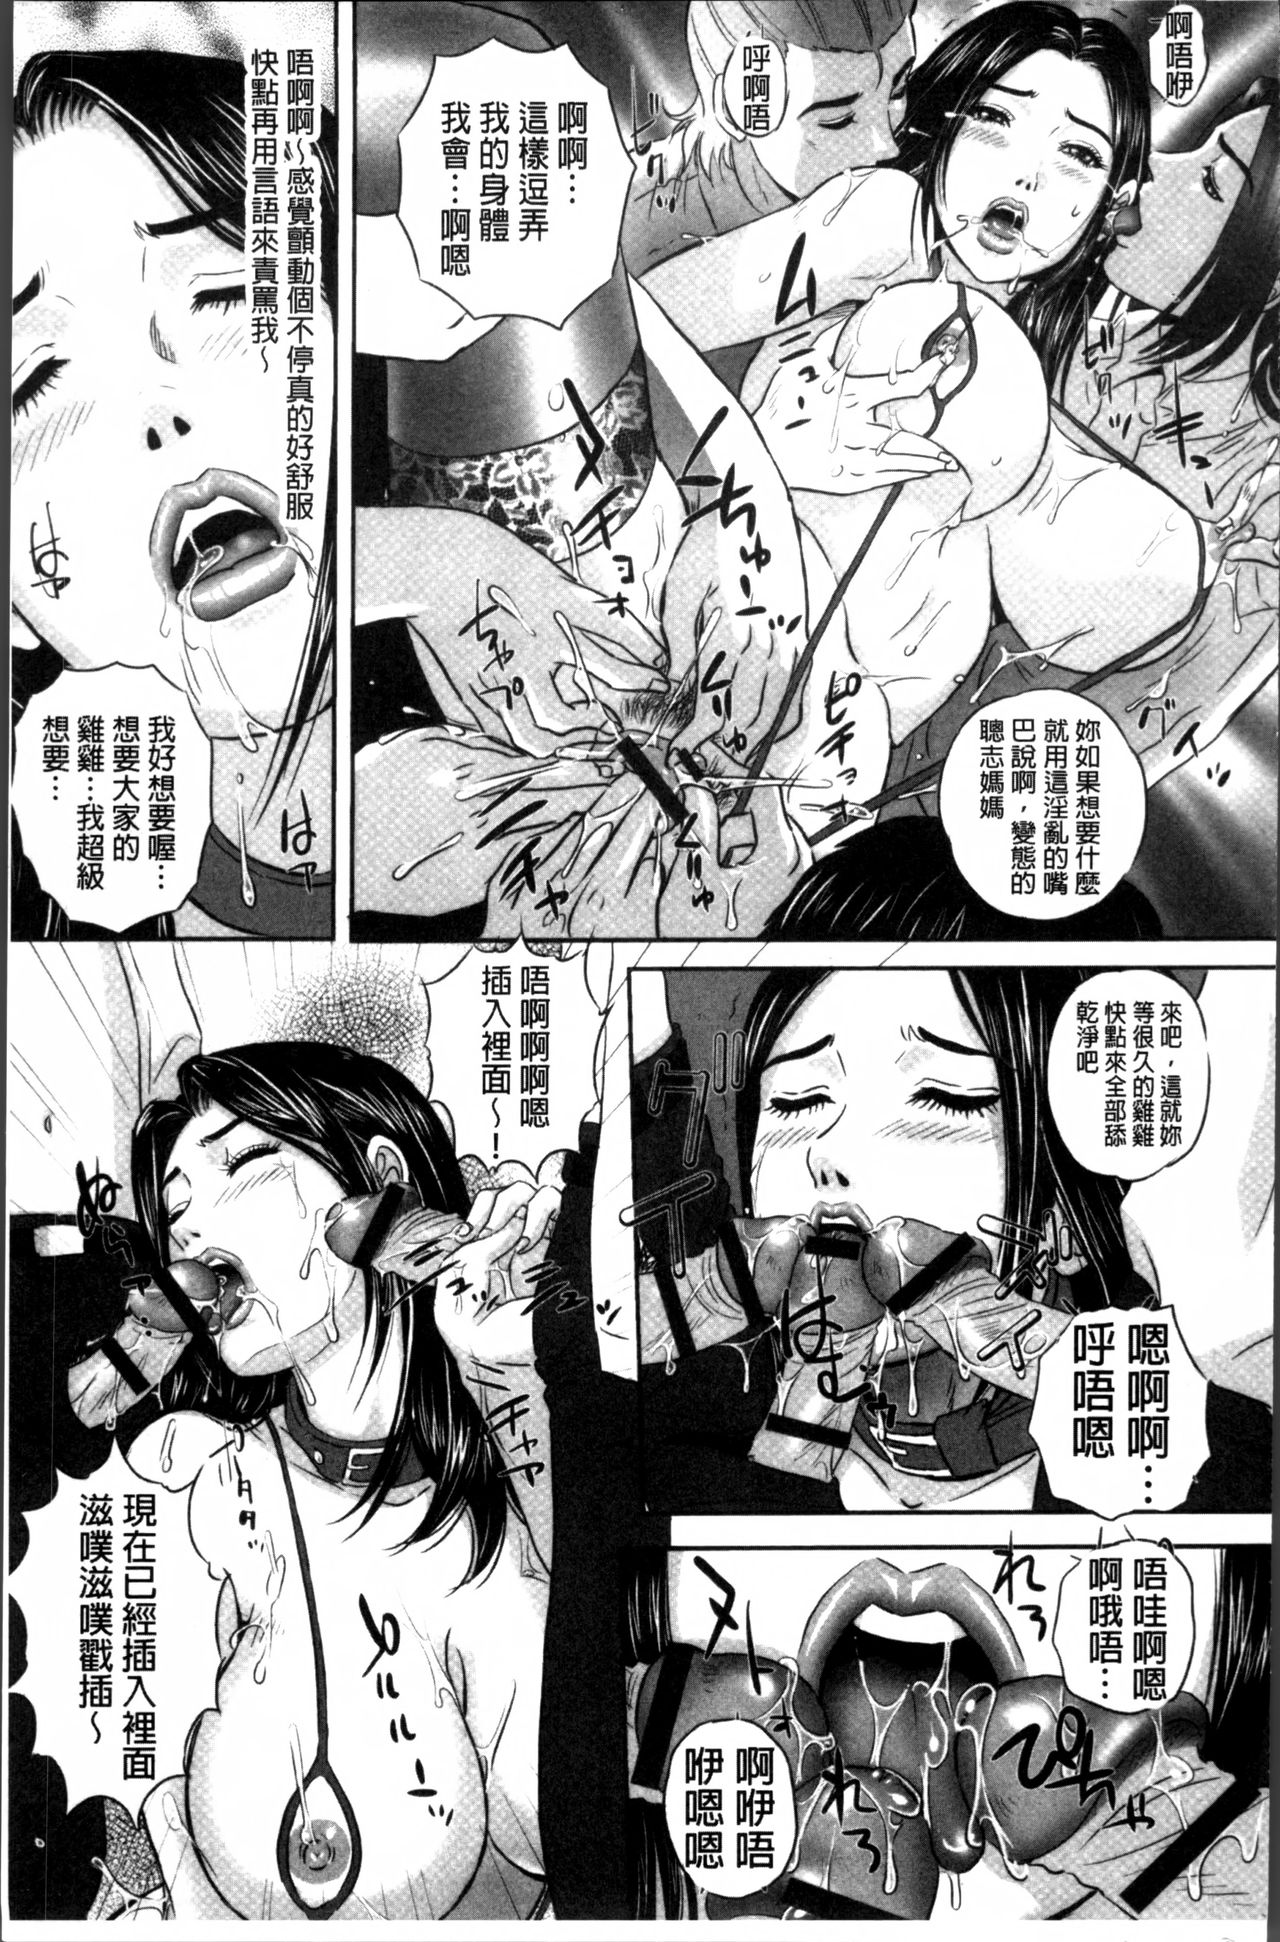 啊唔咿
呼啊唔
啊啊…
這樣逗弄
我的身體
我會…啊嗯
妳如果想要什麼
就用這淫亂的嘴
巴說啊，變態的
聰志媽媽
唔啊啊～感覺顫動個不停真的好舒服
快點再用言語來責罵我～
我好想要喔…
想要大家的
雞雞…我超級
想要…
來吧，這就妳
等很久的雞雞
快點來全部舔
乾淨吧
嗯啊啊…
呼唔嗯
唔哇啊嗯
啊哦唔…
啊咿唔
咿嗯嗯
唔啊啊啊嗯
插入裡面～！
現在已經插入裡面
滋噗滋噗戳插～